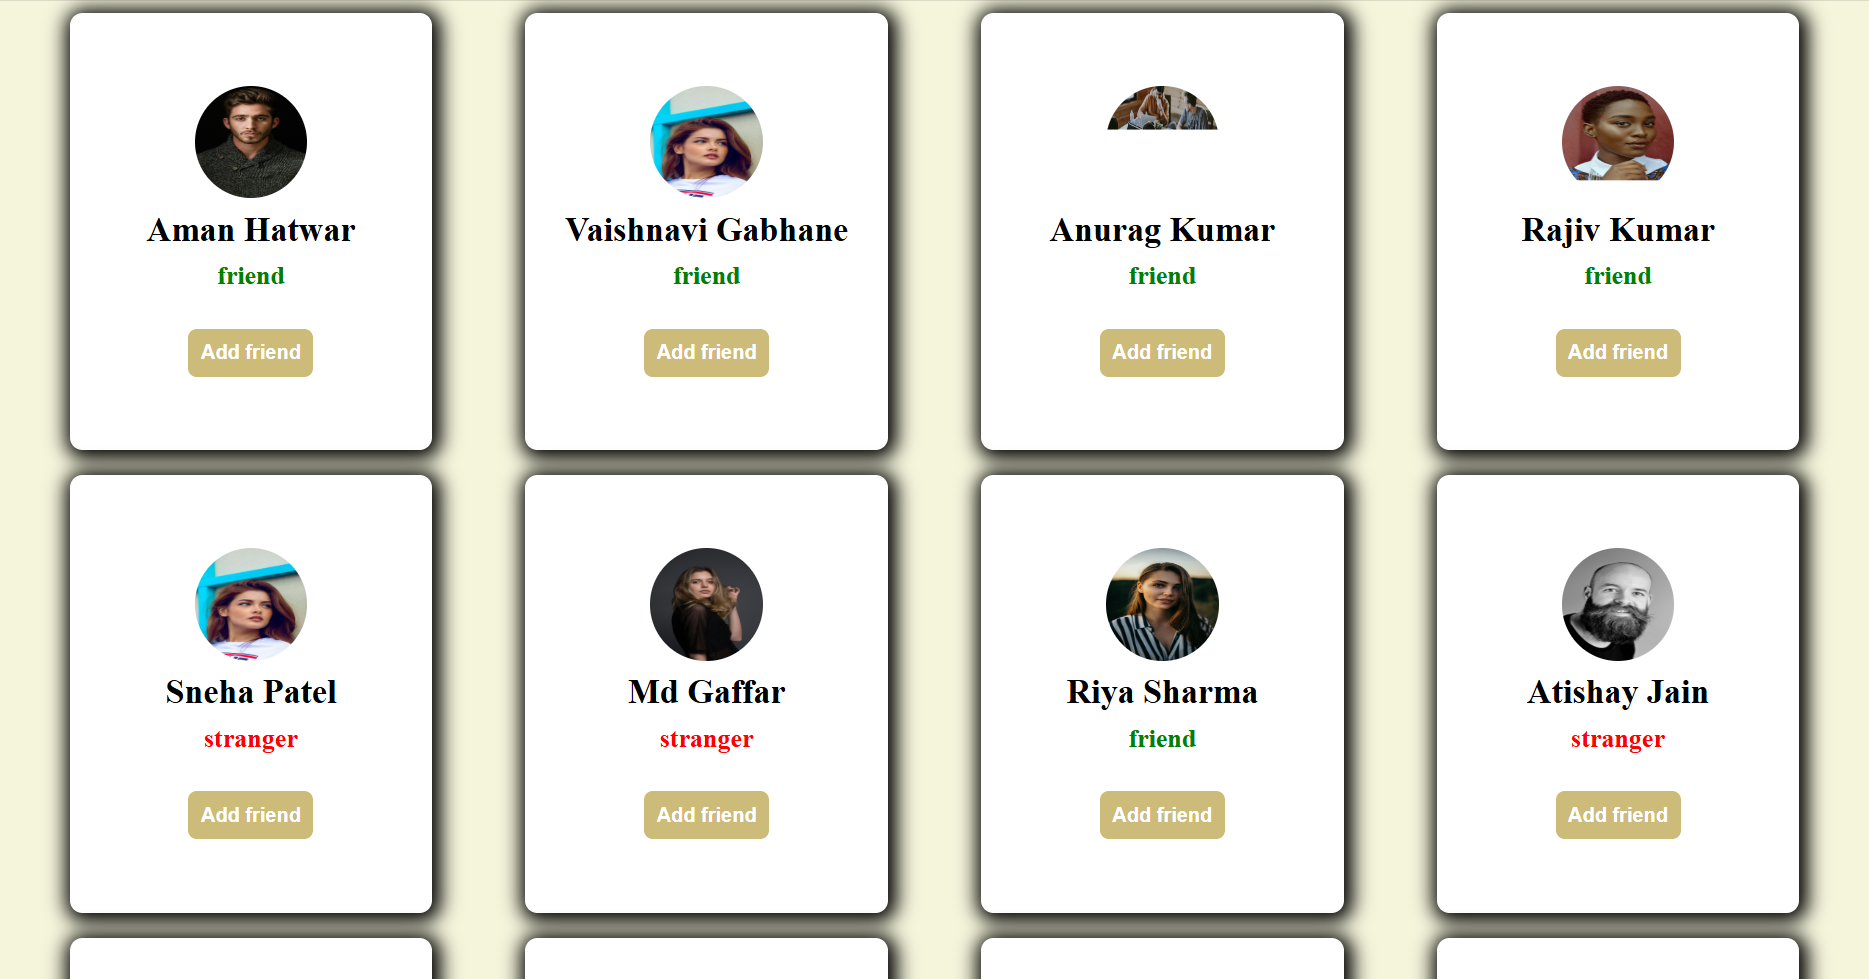 Aman Hatwar
friend
Add friend
Vaishnavi Gabhane
friend
Add friend
Anurag Kumar
friend
Add friend
Rajiv Kumar
friend
Add friend
Sneha Patel
stranger
Add friend
Md Gaffar
stranger
Add friend
Riya Sharma
friend
Add friend
Atishay Jain
stranger
Add friend